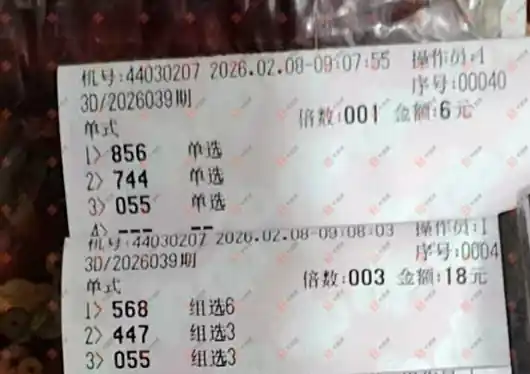 机号:44030207 2026.02.08-09:07:55 操作员:1
序号:00040
3D/2026039期
单式 倍数:001 金额:6元
1> 856 单选
2> 744 单选
3> 055 单选
4> --- --
机号:44030207 2026.02.08-09:08:03 操作员:1
序号:0004
3D/2026039期
单式 倍数:003 金额:18元
1> 568 组选6
2> 447 组选3
3> 055 组选3